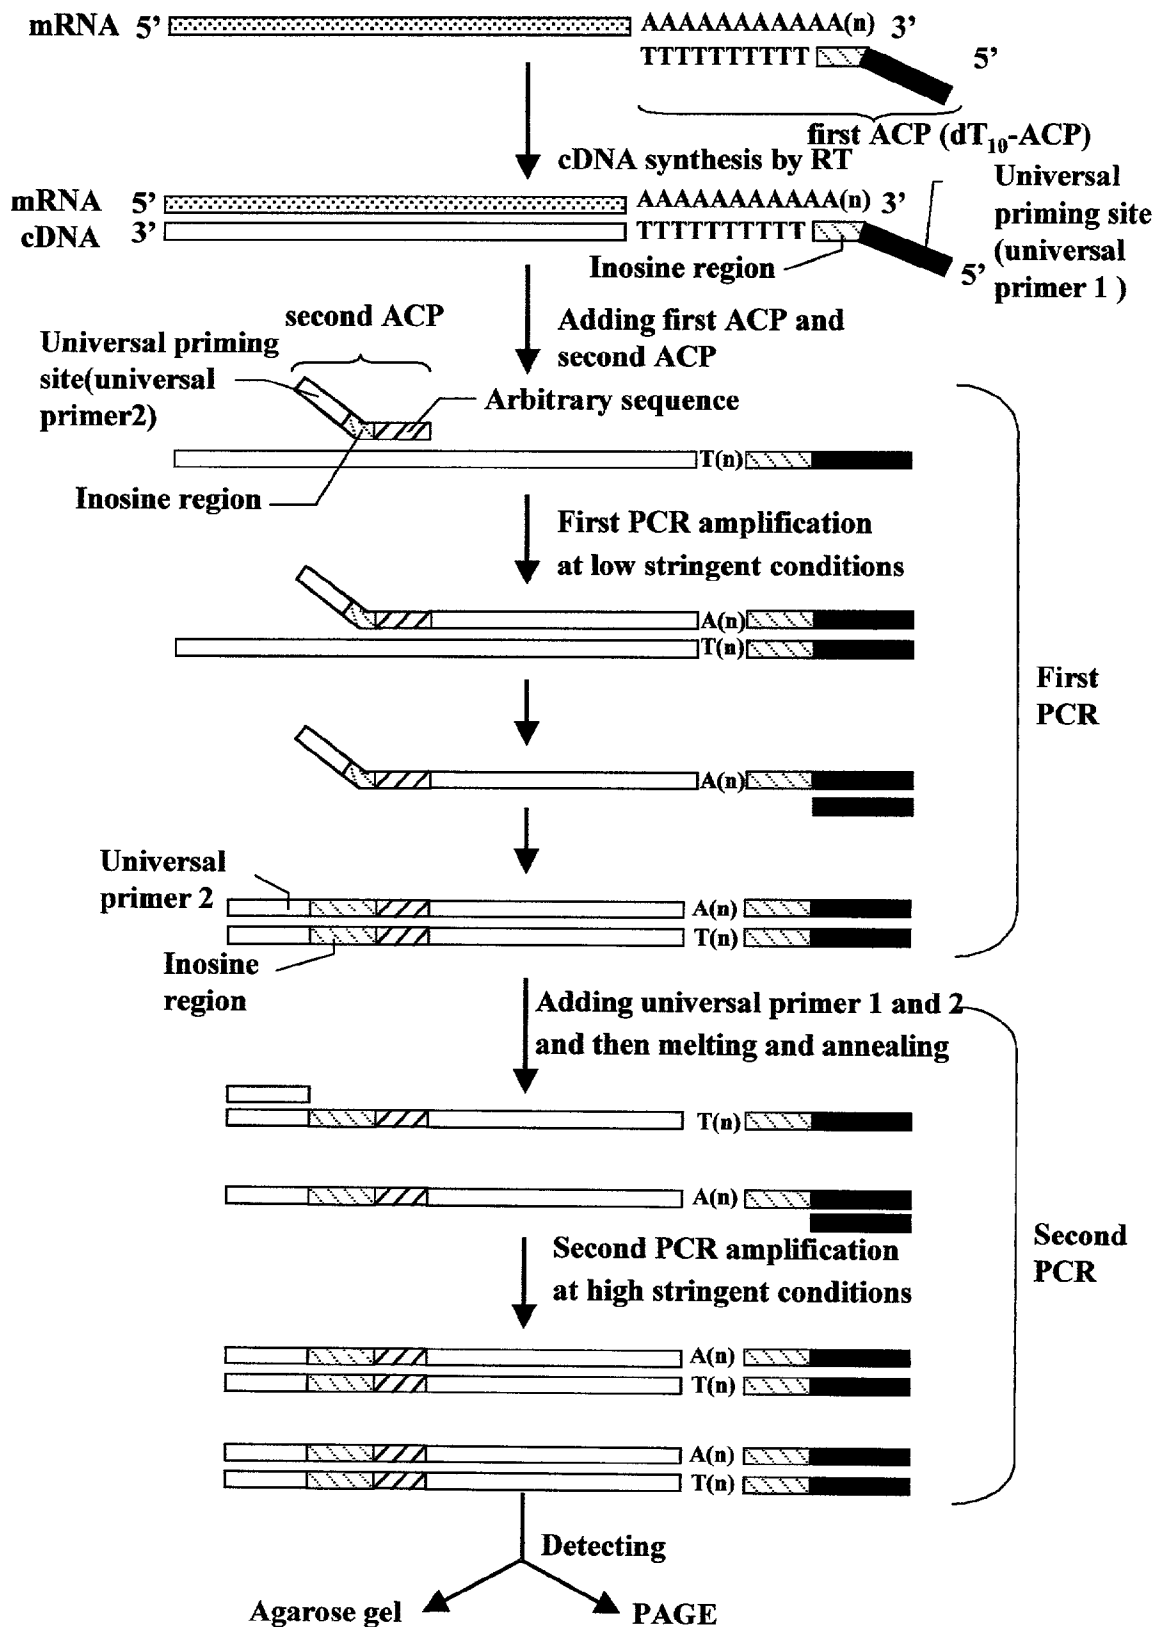 mRNA 5' AAAAAAAAAAA(n) 3'
TTTTTTTTTT 5'
first ACP (dT10-ACP)
cDNA synthesis by RT
mRNA 5' AAAAAAAAAAA(n) 3'
cDNA 3' TTTTTTTTTT 5'
Universal
priming site
(universal
primer 1 )
Inosine region
second ACP
Adding first ACP and
second ACP
Universal priming
site(universal
primer2)
Arbitrary sequence
T(n)
Inosine region
First PCR amplification
at low stringent conditions
A(n)
T(n)
First
PCR
A(n)
Universal
primer 2
A(n)
T(n)
Inosine
region
Adding universal primer 1 and 2
and then melting and annealing
T(n)
A(n)
Second PCR amplification
at high stringent conditions
Second
PCR
A(n)
T(n)
A(n)
T(n)
Detecting
Agarose gel PAGE